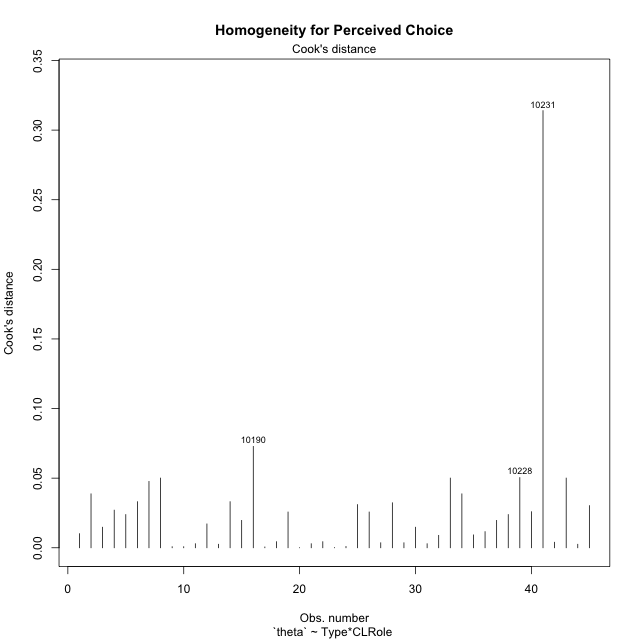 Homogeneity for Perceived Choice
Cook's distance
0.35
0.30
0.25
0.20
0.15
0.10
0.05
0.00
Cook's distance
10231
10190
10228
0 10 20 30 40
Obs. number
`theta` ~ Type*CLRole